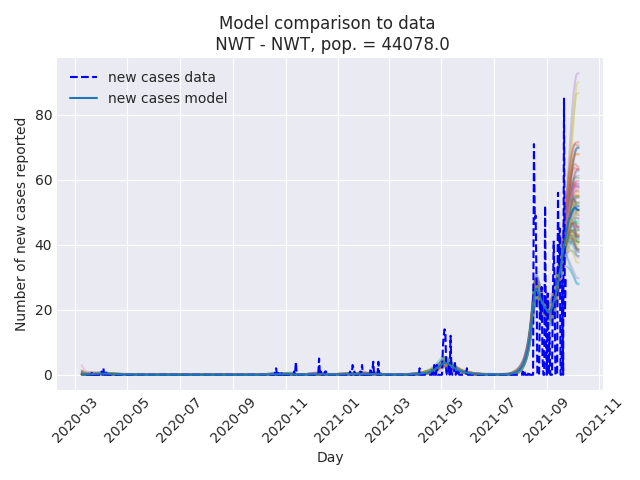 Model comparison to data
NWT - NWT, pop. = 44078.0
new cases data
new cases model
Number of new cases reported
80
60
40
20
0
2020-03
2020-05
2020-07
2020-09
2020-11
2021-01
2021-03
2021-05
2021-07
2021-09
2021-11
Day